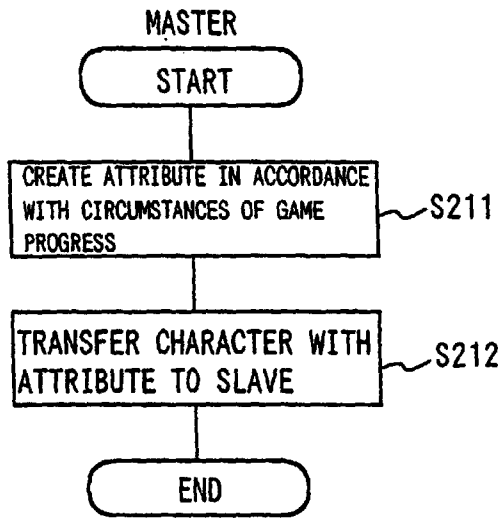 MASTER
START
CREATE ATTRIBUTE IN ACCORDANCE
WITH CIRCUMSTANCES OF GAME
PROGRESS
S211
TRANSFER CHARACTER WITH
ATTRIBUTE TO SLAVE
S212
END